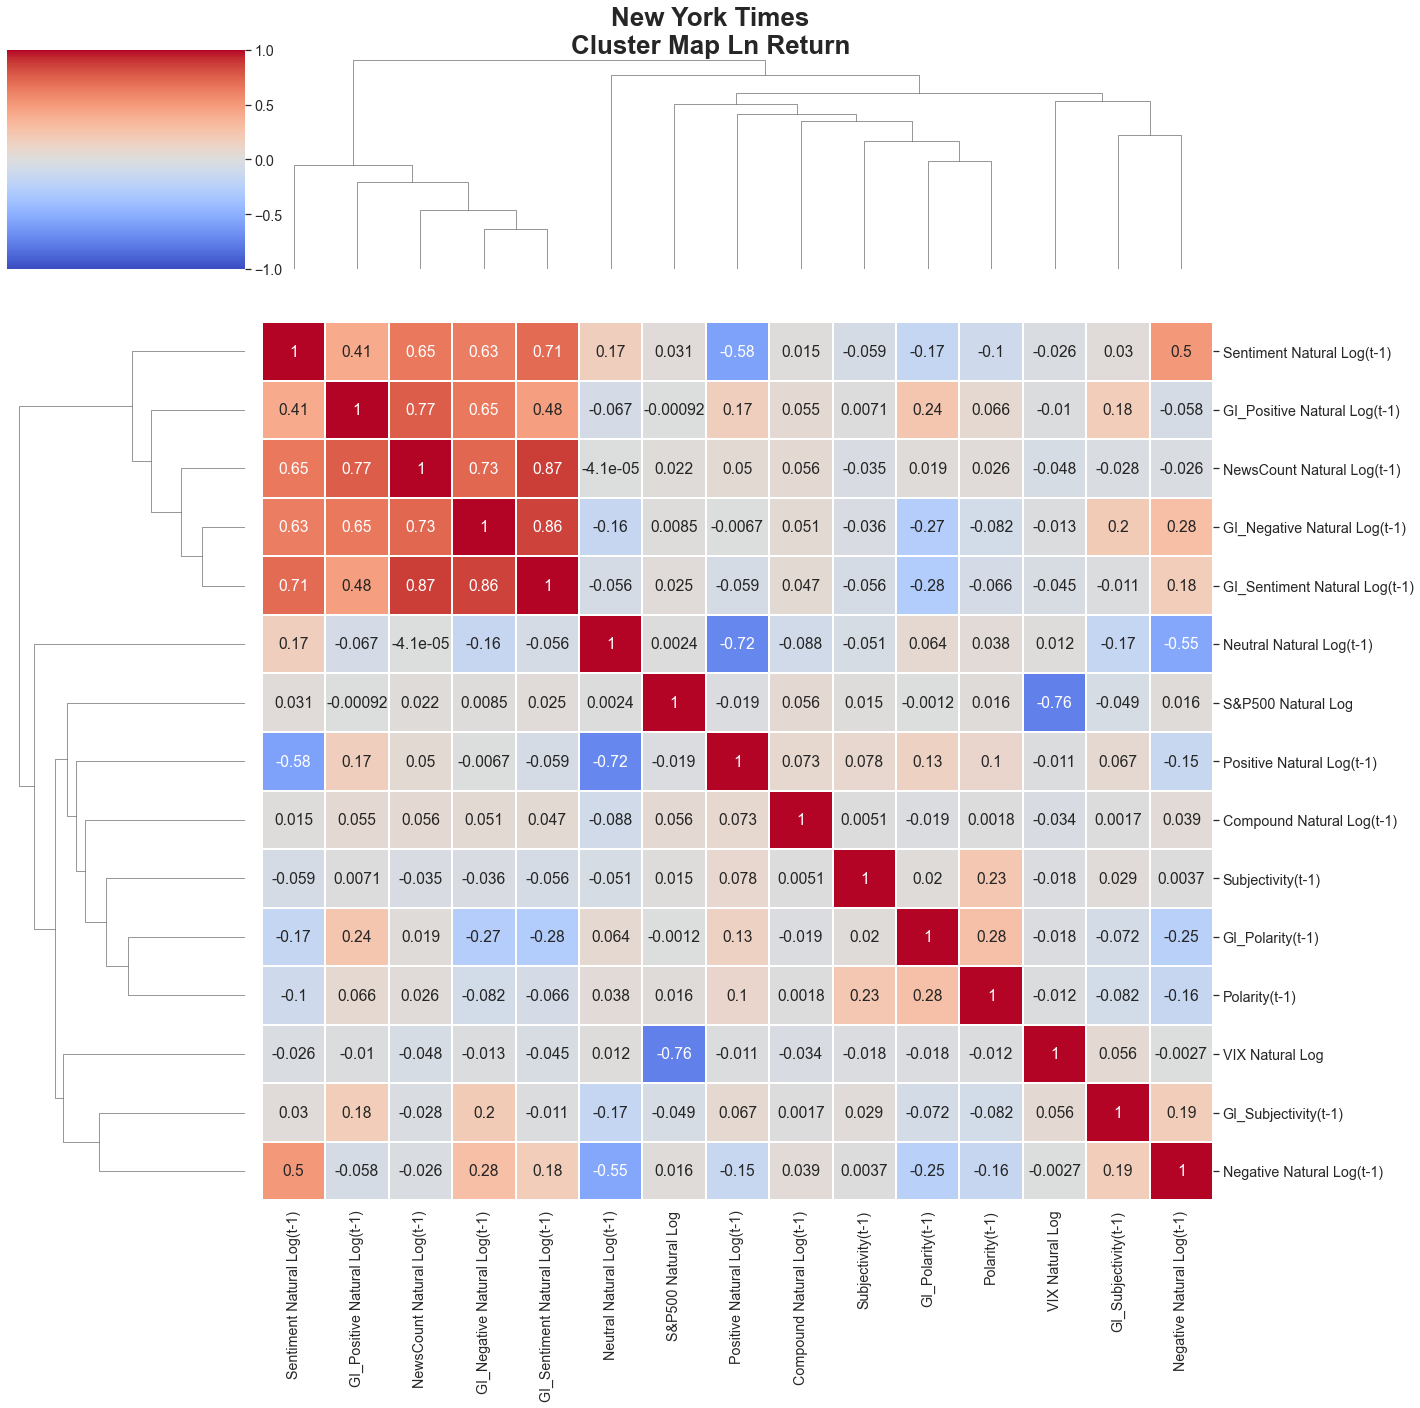 New York Times
Cluster Map Ln Return
1.0
0.5
0.0
−0.5
−1.0
1 0.41 0.65 0.63 0.71 0.17 0.031 -0.58 0.015 -0.059 -0.17 -0.1 -0.026 0.03 0.5 Sentiment Natural Log(t-1)
0.41 1 0.77 0.65 0.48 -0.067 -0.00092 0.17 0.055 0.0071 0.24 0.066 -0.01 0.18 -0.058 GI_Positive Natural Log(t-1)
0.65 0.77 1 0.73 0.87 -4.1e-05 0.022 0.05 0.056 -0.035 0.019 0.026 -0.048 -0.028 -0.026 NewsCount Natural Log(t-1)
0.63 0.65 0.73 1 0.86 -0.16 0.0085 -0.0067 0.051 -0.036 -0.27 -0.082 -0.013 0.2 0.28 GI_Negative Natural Log(t-1)
0.71 0.48 0.87 0.86 1 -0.056 0.025 -0.059 0.047 -0.056 -0.28 -0.066 -0.045 -0.011 0.18 GI_Sentiment Natural Log(t-1)
0.17 -0.067 -4.1e-05 -0.16 -0.056 1 0.0024 -0.72 -0.088 -0.051 0.064 0.038 0.012 -0.17 -0.55 Neutral Natural Log(t-1)
0.031 -0.00092 0.022 0.0085 0.025 0.0024 1 -0.019 0.056 0.015 -0.0012 0.016 -0.76 -0.049 0.016 S&P500 Natural Log
-0.58 0.17 0.05 -0.0067 -0.059 -0.72 -0.019 1 0.073 0.078 0.13 0.1 -0.011 0.067 -0.15 Positive Natural Log(t-1)
0.015 0.055 0.056 0.051 0.047 -0.088 0.056 0.073 1 0.0051 -0.019 0.0018 -0.034 0.0017 0.039 Compound Natural Log(t-1)
-0.059 0.0071 -0.035 -0.036 -0.056 -0.051 0.015 0.078 0.0051 1 0.02 0.23 -0.018 0.029 0.0037 Subjectivity(t-1)
-0.17 0.24 0.019 -0.27 -0.28 0.064 -0.0012 0.13 -0.019 0.02 1 0.28 -0.018 -0.072 -0.25 GI_Polarity(t-1)
-0.1 0.066 0.026 -0.082 -0.066 0.038 0.016 0.1 0.0018 0.23 0.28 1 -0.012 -0.082 -0.16 Polarity(t-1)
-0.026 -0.01 -0.048 -0.013 -0.045 0.012 -0.76 -0.011 -0.034 -0.018 -0.018 -0.012 1 0.056 -0.0027 VIX Natural Log
0.03 0.18 -0.028 0.2 -0.011 -0.17 -0.049 0.067 0.0017 0.029 -0.072 -0.082 0.056 1 0.19 GI_Subjectivity(t-1)
0.5 -0.058 -0.026 0.28 0.18 -0.55 0.016 -0.15 0.039 0.0037 -0.25 -0.16 -0.0027 0.19 1 Negative Natural Log(t-1)
Sentiment Natural Log(t-1)
GI_Positive Natural Log(t-1)
NewsCount Natural Log(t-1)
GI_Negative Natural Log(t-1)
GI_Sentiment Natural Log(t-1)
Neutral Natural Log(t-1)
S&P500 Natural Log
Positive Natural Log(t-1)
Compound Natural Log(t-1)
Subjectivity(t-1)
GI_Polarity(t-1)
Polarity(t-1)
VIX Natural Log
GI_Subjectivity(t-1)
Negative Natural Log(t-1)